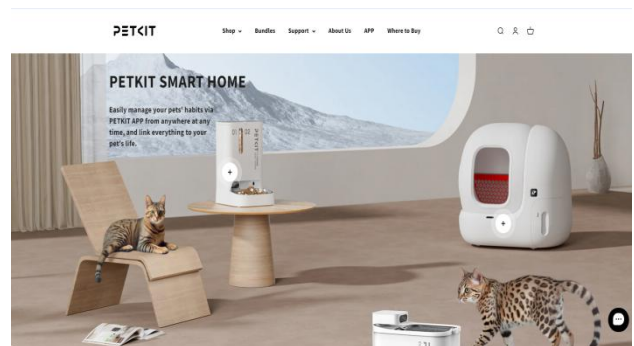 PETKIT
Shop Bundles Support About Us APP Where to Buy
PETKIT SMART HOME
Easily manage your pets' habits via
PETKIT APP from anywhere at any
time, and link everything to your
pet's life.
PETKIT